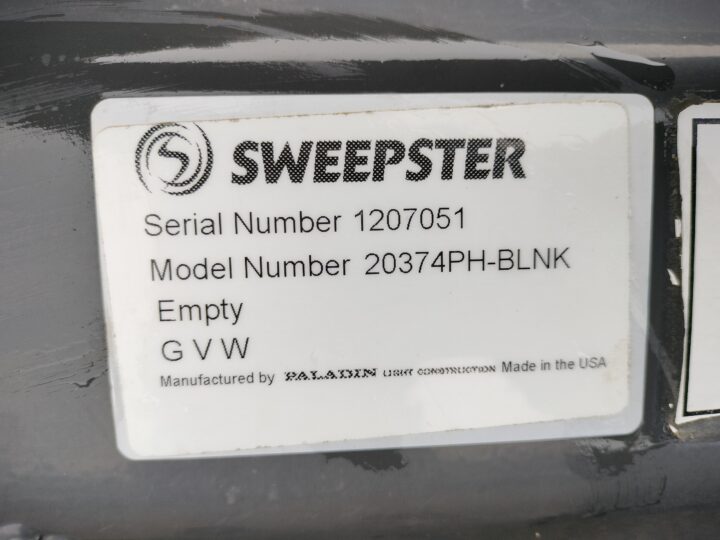 SWEEPSTER
Serial Number 1207051
Model Number 20374PH-BLNK
Empty
G V W
Manufactured by PALADIN LIGHT CONSTRUCTION Made in the USA